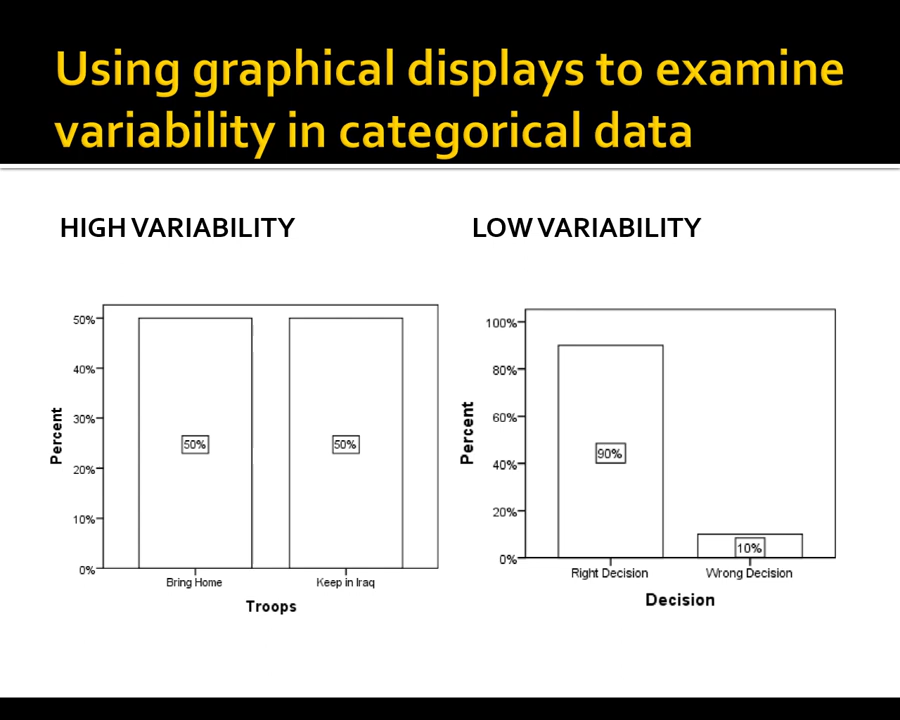 Using graphical displays to examine
variability in categorical data
HIGH VARIABILITY
50%
40%
30%
20%
10%
0%
Percent
50%
50%
Bring Home
Keep in Iraq
Troops
LOW VARIABILITY
100%
80%
60%
40%
20%
0%
Percent
90%
10%
Right Decision
Wrong Decision
Decision